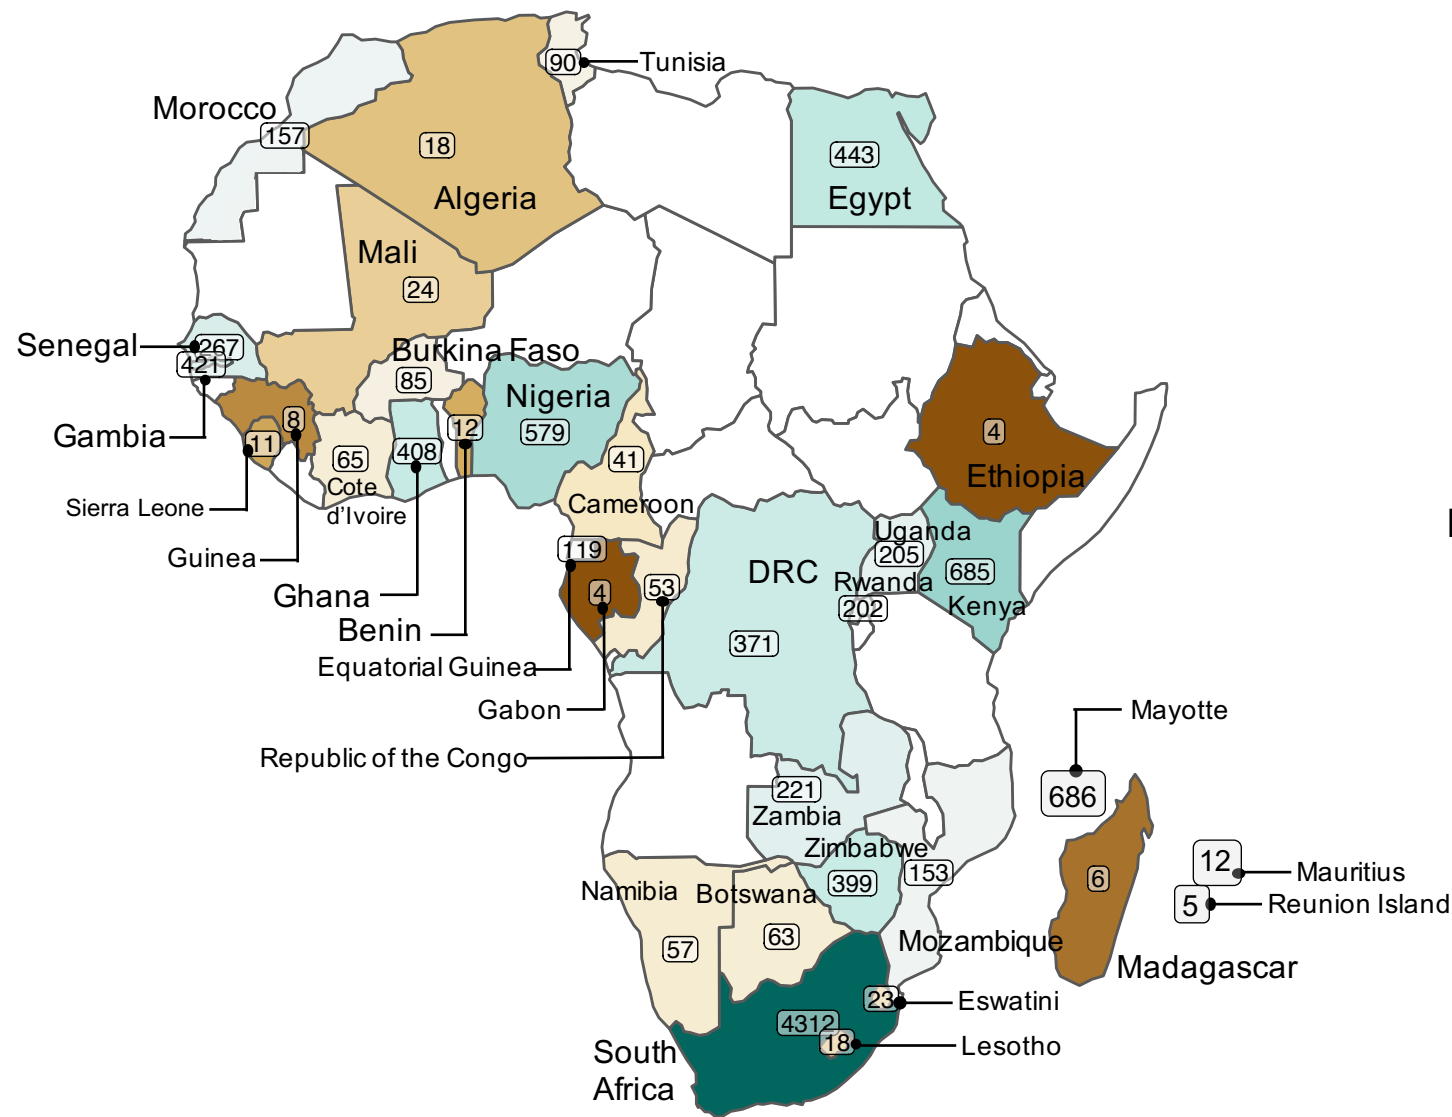 90
Tunisia
Morocco
157
18
443
Algeria
Egypt
Mali
24
Senegal
267
421
Burkina Faso
85
Nigeria
579
Gambia
8
11
12
408
65
41
4
Ethiopia
Cote
d'Ivoire
Cameroon
Sierra Leone
Guinea
119
Uganda
205
685
DRC
Rwanda
202
Kenya
4
53
Ghana
Benin
371
Equatorial Guinea
Gabon
Republic of the Congo
Mayotte
686
221
Zambia
Zimbabwe
399
153
12
Mauritius
5
Reunion Island
6
Namibia
Botswana
57
63
Mozambique
Madagascar
23
Eswatini
4312
18
Lesotho
South
Africa